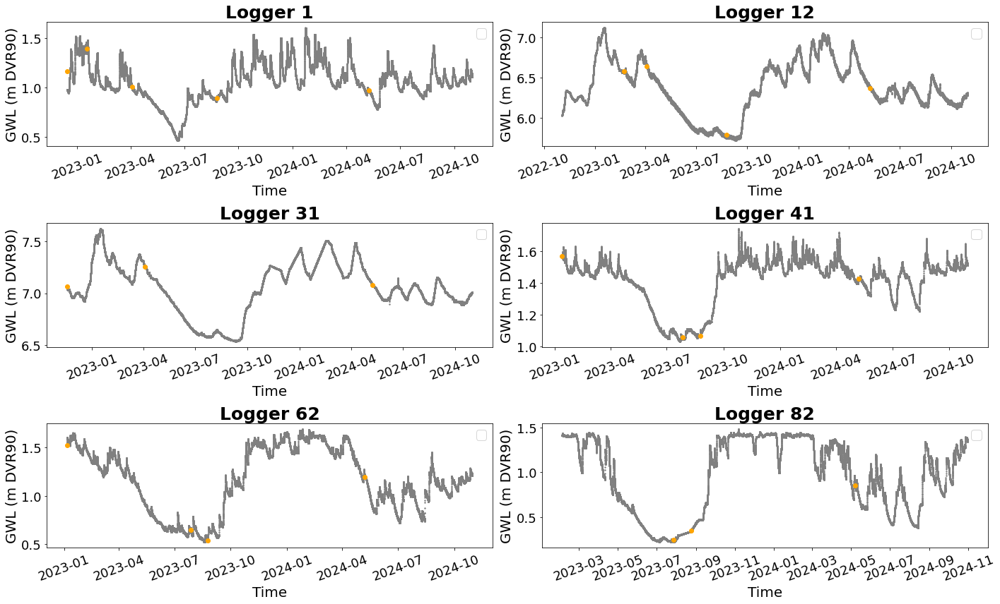 Logger 1
GWL (m DVR90)
1.5
1.0
0.5
2023-01 2023-04 2023-07 2023-10 2024-01 2024-04 2024-07 2024-10
Time
Logger 12
GWL (m DVR90)
7.0
6.5
6.0
2022-10 2023-01 2023-04 2023-07 2023-10 2024-01 2024-04 2024-07 2024-10
Time
Logger 31
GWL (m DVR90)
7.5
7.0
6.5
2023-01 2023-04 2023-07 2023-10 2024-01 2024-04 2024-07 2024-10
Time
Logger 41
GWL (m DVR90)
1.6
1.4
1.2
1.0
2023-01 2023-04 2023-07 2023-10 2024-01 2024-04 2024-07 2024-10
Time
Logger 62
GWL (m DVR90)
1.5
1.0
0.5
2023-01 2023-04 2023-07 2023-10 2024-01 2024-04 2024-07 2024-10
Time
Logger 82
GWL (m DVR90)
1.5
1.0
0.5
2023-03 2023-05 2023-07 2023-09 2023-11 2024-01 2024-03 2024-05 2024-07 2024-09 2024-11
Time